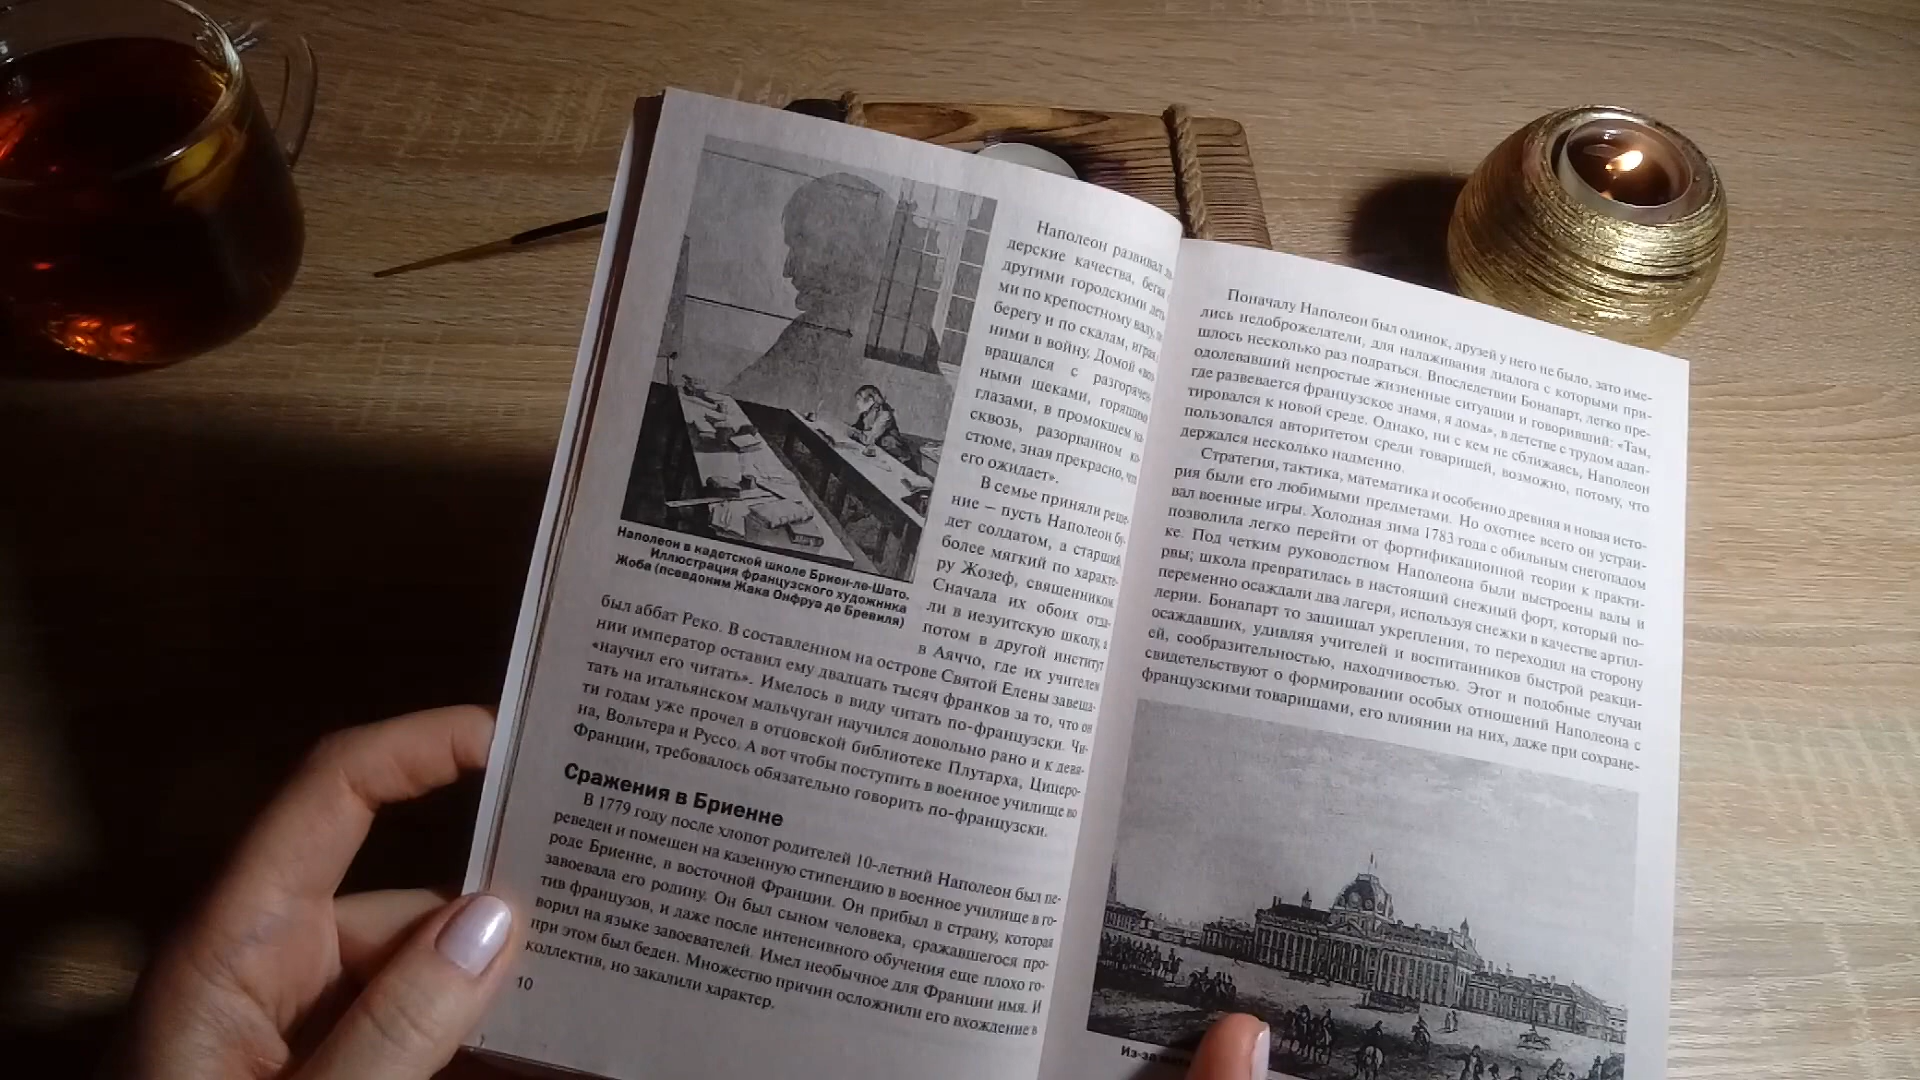 Наполеон развивал
дерские качества, бегая
другими городскими
ми по крепостному валу,
берегу и по скалам, играя
ними в войну. Домой «воз-
вращался с разгорячен-
ными щеками, горящими
глазами, в промокшем на-
сквозь, разорванном ко-
стюме, зная прекрасно, что
его ожидает».
В семье приняли реше-
ние — пусть Наполеон бу-
дет солдатом, а старший,
более мягкий по характе-
ру Жозеф, священником.
Сначала их обоих отда-
ли в иезуитскую школу, а
потом в другой институт
в Аяччо, где их учителем
Наполеон в кадетской школе Бриен-ле-Шато.
Иллюстрация французского художника
Жоба (псевдоним Жака Онфруа де Бревиля)
был аббат Реко. В составленном на острове Святой Елены завеща-
нии император оставил ему двадцать тысяч франков за то, что он
«научил его читать». Имелось в виду читать по-французски. Чи-
тать на итальянском мальчуган научился довольно рано и к девя-
ти годам уже прочел в отцовской библиотеке Плутарха, Цицеро-
на, Вольтера и Руссо. А вот чтобы поступить в военное училище во
Франции, требовалось обязательно говорить по-французски.
Сражения в Бриенне
В 1779 году после хлопот родителей 10-летний Наполеон был пе-
реведен и помещен на казенную стипендию в военное училище в го-
роде Бриенне, в восточной Франции. Он прибыл в страну, которая
завоевала его родину. Он был сыном человека, сражавшегося про-
тив французов, и даже после интенсивного обучения еще плохо го-
ворил на языке завоевателей. Имел необычное для Франции имя. И
при этом был беден. Множество причин осложнили его вхождение в
коллектив, но закалили характер.
10
Поначалу Наполеон был одинок, друзей у него не было, зато име-
лись недоброжелатели, для налаживания диалога с которыми при-
шлось несколько раз подраться. Впоследствии Бонапарт, легко пре-
одолевавший непростые жизненные ситуации и говоривший: «Там,
где развевается французское знамя, я дома», в детстве с трудом адап-
тировался к новой среде. Однако, ни с кем не сближаясь, Наполеон
пользовался авторитетом среди товарищей, возможно, потому, что
держался несколько надменно.
Стратегия, тактика, математика и особенно древняя и новая исто-
рия были его любимыми предметами. Но охотнее всего он устраи-
вал военные игры. Холодная зима 1783 года с обильным снегопадом
позволила легко перейти от фортификационной теории к практи-
ке. Под четким руководством Наполеона были выстроены валы и
рвы; школа превратилась в настоящий снежный форт, который по-
переменно осаждали два лагеря, используя снежки в качестве артил-
лерии. Бонапарт то защищал укрепления, то переходил на сторону
осаждавших, удивляя учителей и воспитанников быстрой реакци-
ей, сообразительностью, находчивостью. Этот и подобные случаи
свидетельствуют о формировании особых отношений Наполеона с
французскими товарищами, его влиянии на них, даже при сохране-
Из-за